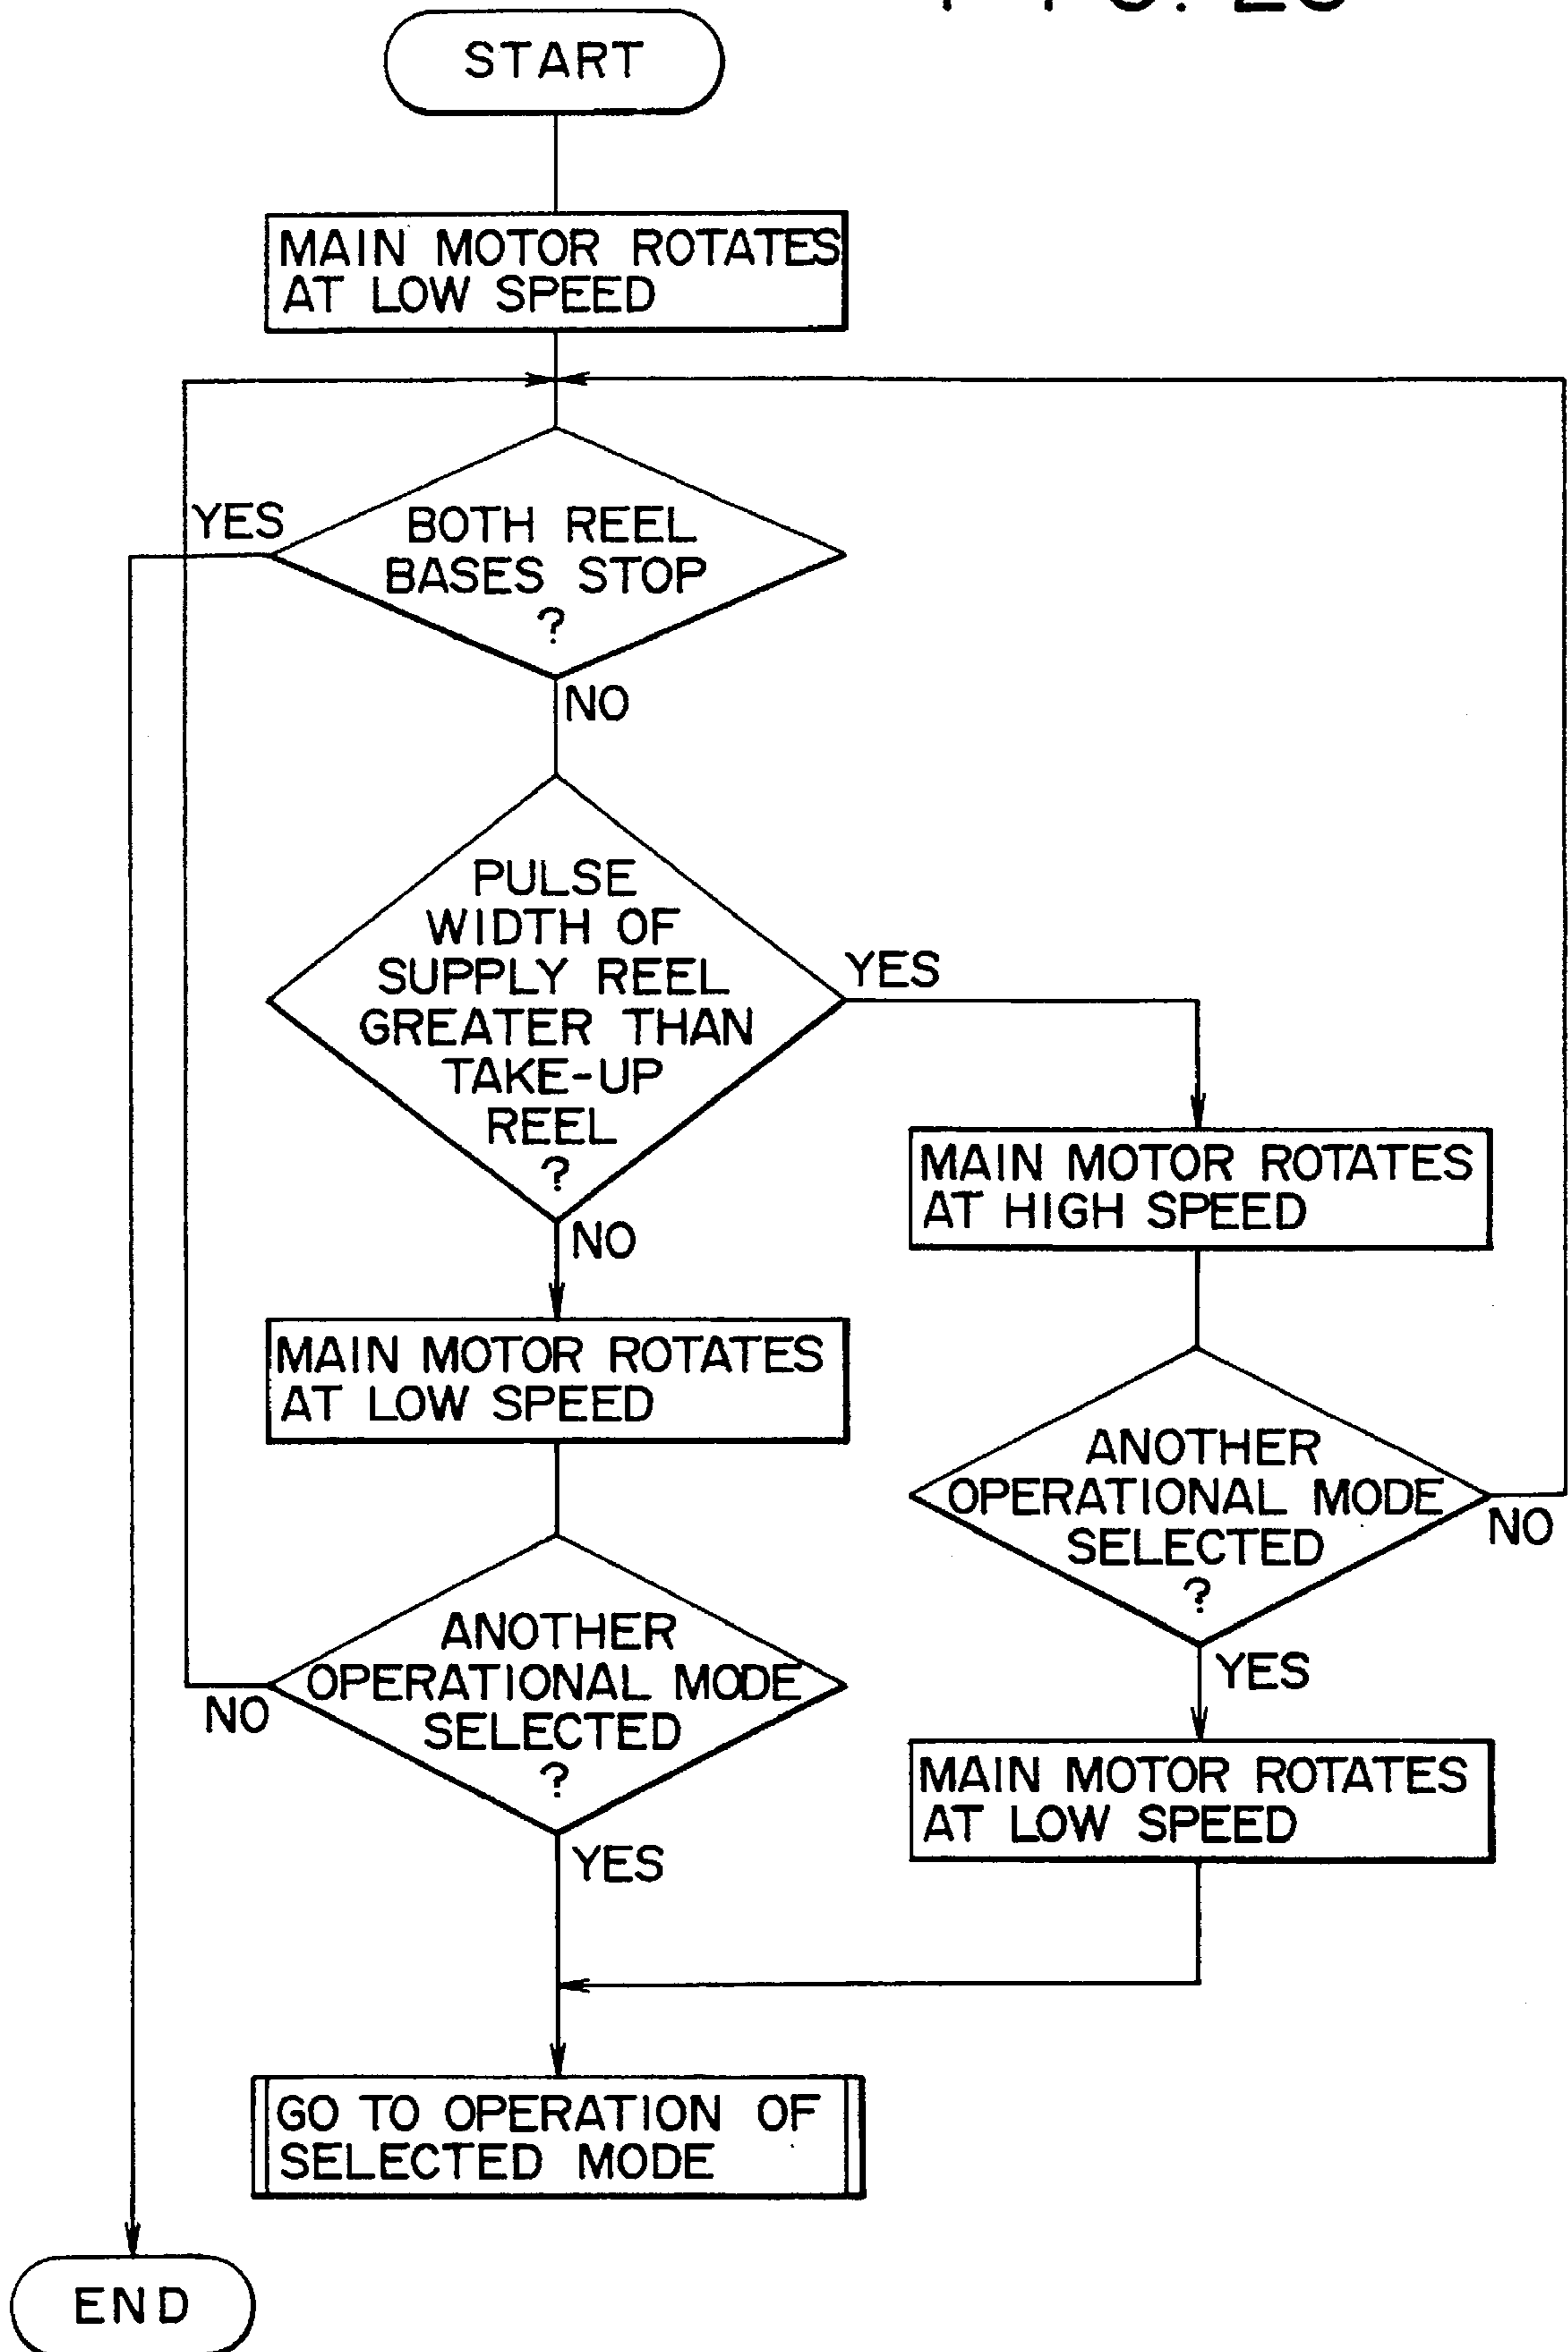 START
MAIN MOTOR ROTATES
AT LOW SPEED
YES
BOTH REEL
BASES STOP
?
NO
PULSE
WIDTH OF
SUPPLY REEL
GREATER THAN
TAKE-UP
REEL
?
YES
NO
MAIN MOTOR ROTATES
AT HIGH SPEED
MAIN MOTOR ROTATES
AT LOW SPEED
ANOTHER
OPERATIONAL MODE
SELECTED
?
NO
YES
ANOTHER
OPERATIONAL MODE
SELECTED
?
NO
YES
MAIN MOTOR ROTATES
AT LOW SPEED
GO TO OPERATION OF
SELECTED MODE
END